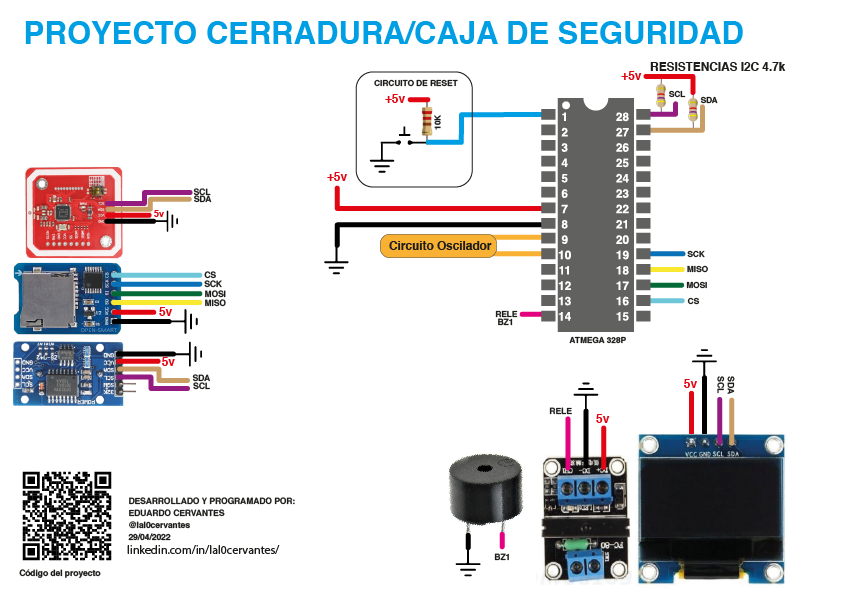 PROYECTO CERRADURA/CAJA DE SEGURIDAD
RESISTENCIAS I2C 4.7k
+5v
SCL
SDA
CIRCUITO DE RESET
+5v
10K
+5v
Circuito Oscilador
1 28
2 27
3 26
4 25
5 24
6 23
7 22
8 21
9 20
10 19
11 18
12 17
13 16
14 15
SCK
MISO
MOSI
CS
RELE
BZ1
ATMEGA 328P
SCL
SDA
5v
CS
SCK
MOSI
MISO
5v
OPEN-SMART
5v
SDA
SCL
POWER
RELE
5v
BZ1
5v
SCL
SDA
VCC GND SCL SDA
DESARROLLADO Y PROGRAMADO POR:
EDUARDO CERVANTES
@lal0cervantes
29/04/2022
linkedin.com/in/lal0cervantes/
Código del proyecto